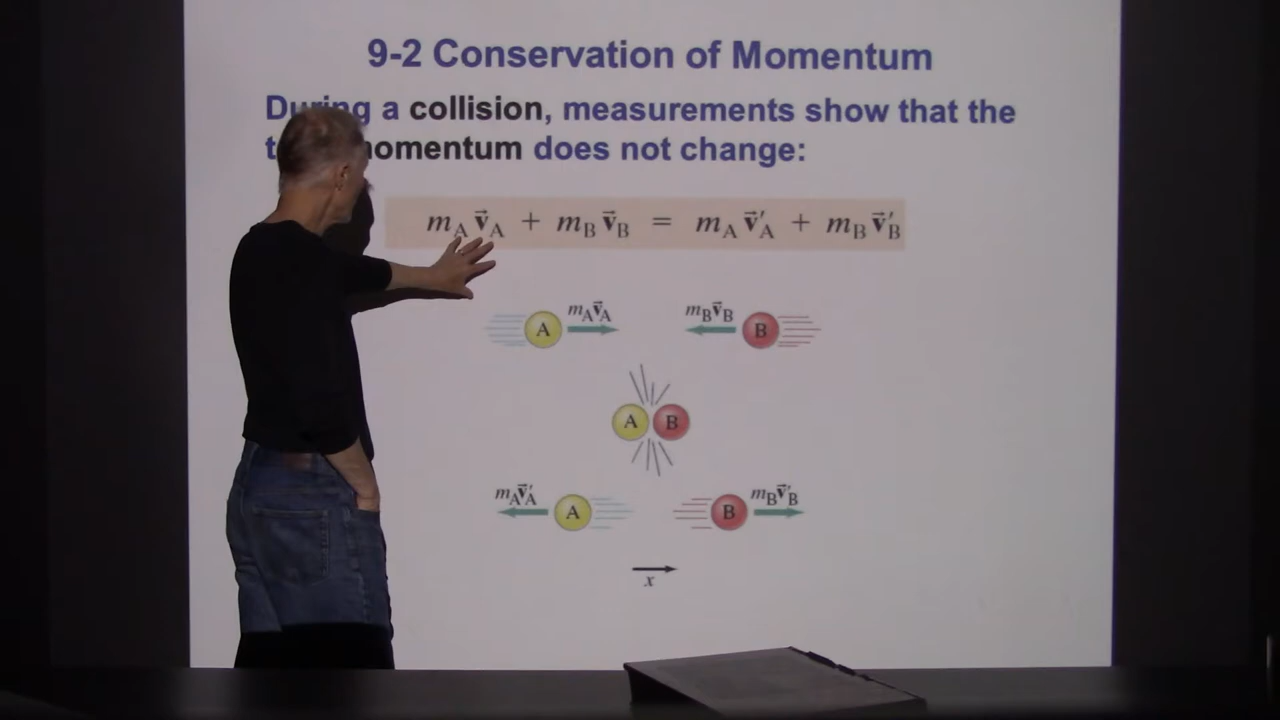 9-2 Conservation of Momentum
During a collision, measurements show that the
momentum does not change:
m_A v⃗_A + m_B v⃗_B = m_A v⃗′_A + m_B v⃗′_B
m_A v⃗_A m_B v⃗_B
A B
A B
m_A v⃗′_A m_B v⃗′_B
A B
x